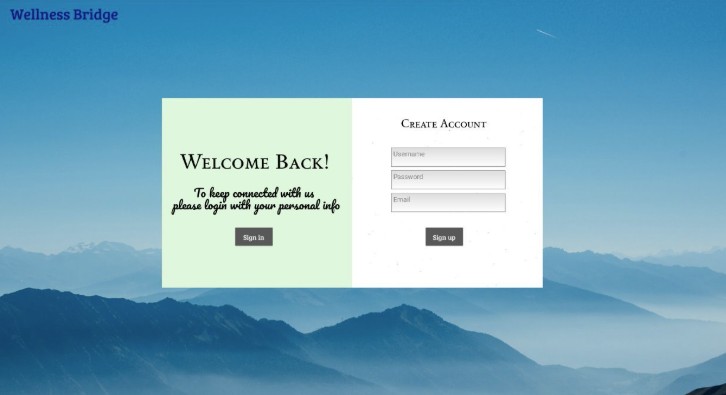 Wellness Bridge
Welcome Back!
To keep connected with us
please login with your personal info
Sign in
Create Account
Username
Password
Email
Sign up